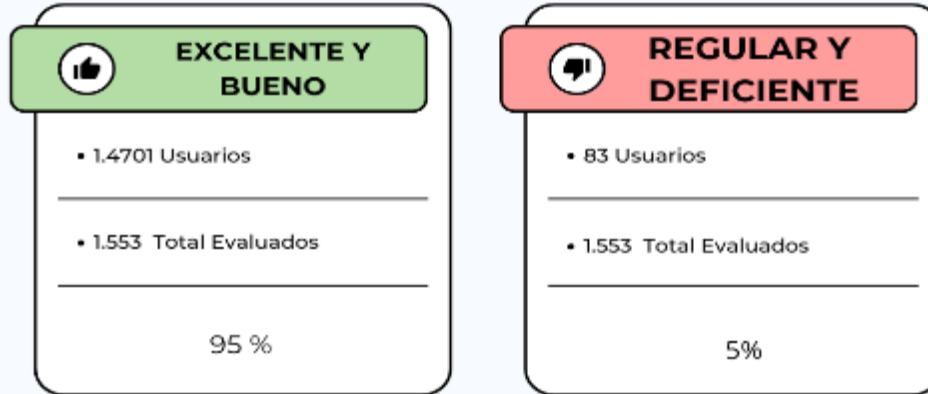 EXCELENTE Y
BUENO
• 1.4701 Usuarios
• 1.553 Total Evaluados
95 %
REGULAR Y
DEFICIENTE
• 83 Usuarios
• 1.553 Total Evaluados
5%